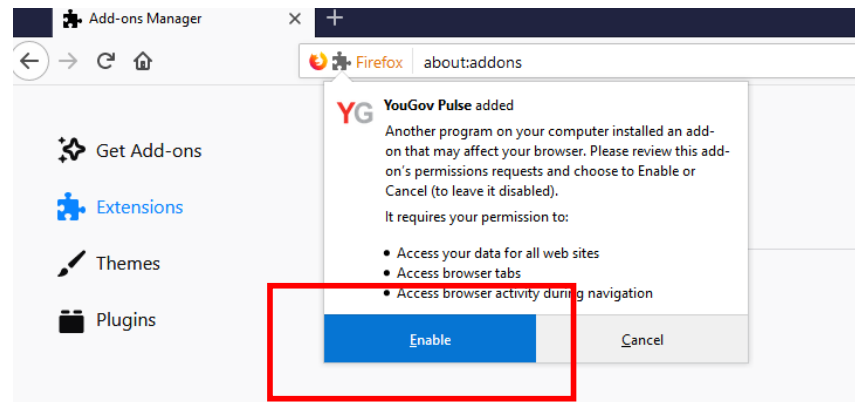 Add-ons Manager
Firefox about:addons
Get Add-ons
Extensions
Themes
Plugins
YG
YouGov Pulse added
Another program on your computer installed an add-
on that may affect your browser. Please review this add-
on's permissions requests and choose to Enable or
Cancel (to leave it disabled).
It requires your permission to:
• Access your data for all web sites
• Access browser tabs
• Access browser activity during navigation
Enable
Cancel